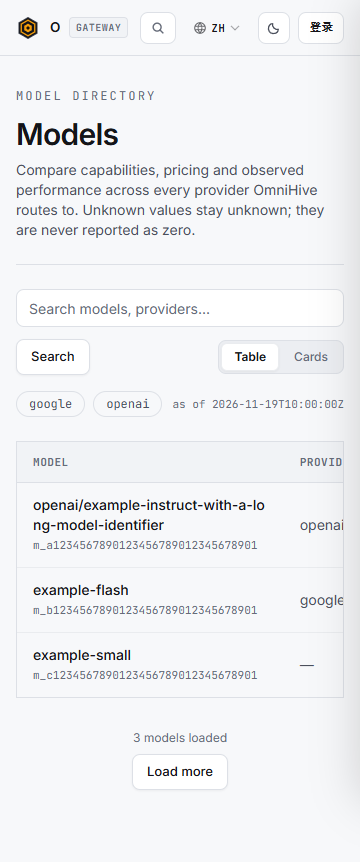 O GATEWAY ZH 登录
MODEL DIRECTORY
Models
Compare capabilities, pricing and observed
performance across every provider OmniHive
routes to. Unknown values stay unknown; they
are never reported as zero.
Search models, providers...
Search Table Cards
google openai as of 2026-11-19T10:00:00Z
MODEL PROVID
openai/example-instruct-with-a-lo
ng-model-identifier
openai
m_a12345678901234567890123456789​01
example-flash
google
m_b1234567890123456789012345678901
example-small
—
m_c1234567890123456789012345678901
3 models loaded
Load more